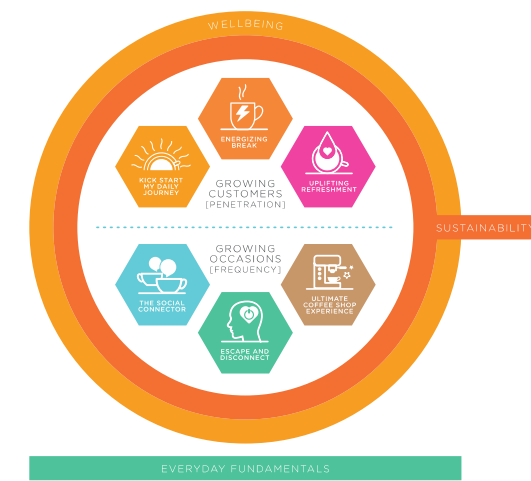 WELLBEING
ENERGIZING
BREAK
KICK START
MY DAILY
JOURNEY
UPLIFTING
REFRESHMENT
GROWING
CUSTOMERS
[PENETRATION]
SUSTAINABILITY
GROWING
OCCASIONS
[FREQUENCY]
THE SOCIAL
CONNECTOR
ULTIMATE
COFFEE SHOP
EXPERIENCE
ESCAPE AND
DISCONNECT
EVERYDAY FUNDAMENTALS